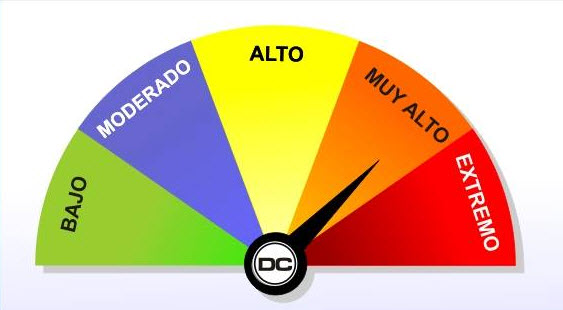 BAJO
MODERADO
ALTO
MUY ALTO
EXTREMO
DC